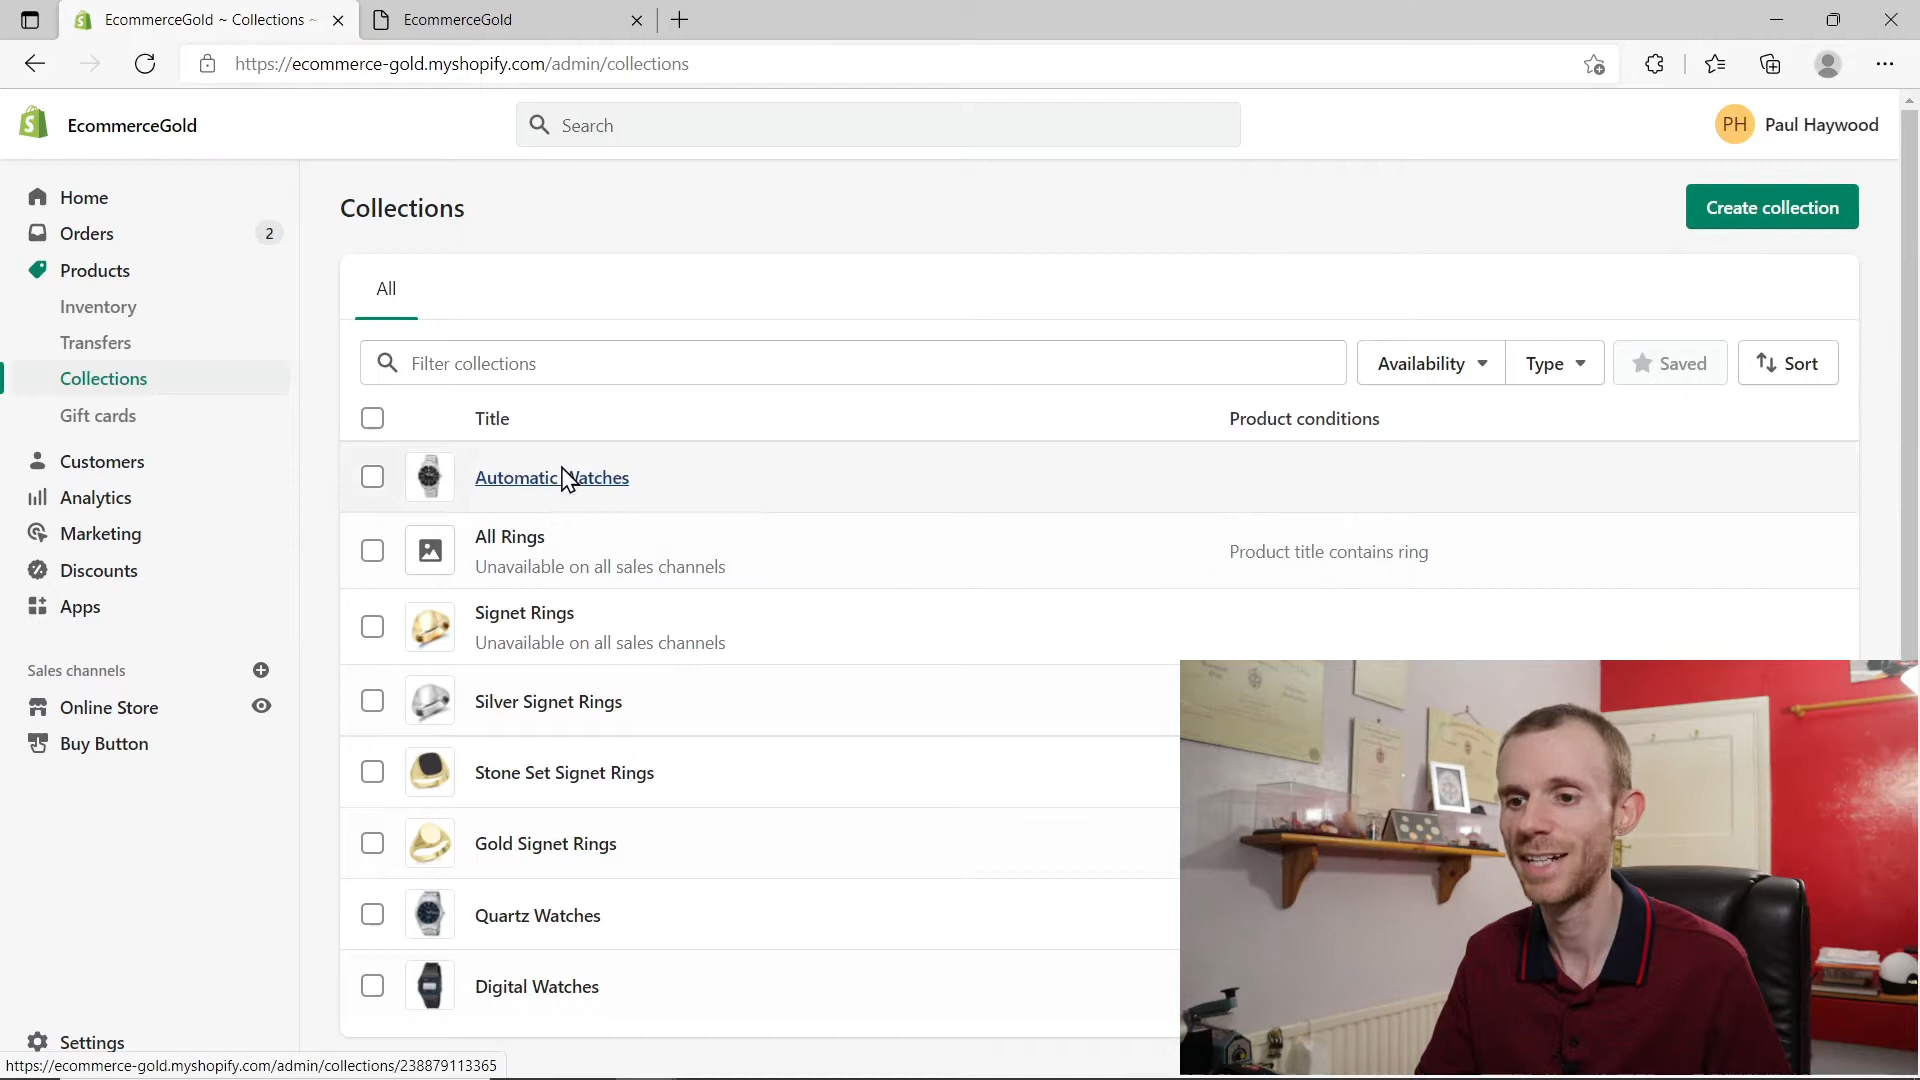 EcommerceGold ~ Collections ~
EcommerceGold
https://ecommerce-gold.myshopify.com/admin/collections
EcommerceGold
Search
PH Paul Haywood
Home
Orders 2
Products
Inventory
Transfers
Collections
Gift cards
Customers
Analytics
Marketing
Discounts
Apps
Sales channels
Online Store
Buy Button
Settings
Collections
Create collection
All
Filter collections
Availability
Type
Saved
Sort
Title
Product conditions
Automatic Watches
All Rings
Unavailable on all sales channels
Product title contains ring
Signet Rings
Unavailable on all sales channels
Silver Signet Rings
Stone Set Signet Rings
Gold Signet Rings
Quartz Watches
Digital Watches
https://ecommerce-gold.myshopify.com/admin/collections/238879113365